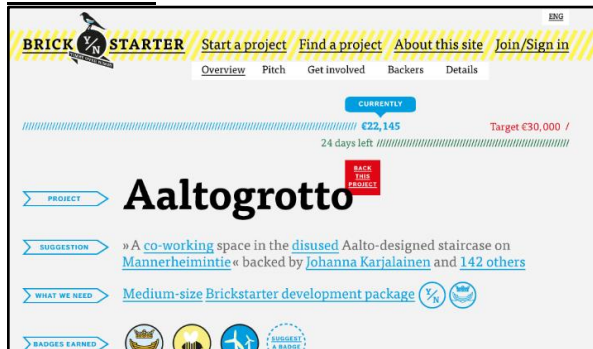 ENG
BRICK Y/N STARTER Start a project Find a project About this site Join/Sign in
Overview Pitch Get involved Backers Details
CURRENTLY
€22,145 Target €30,000 /
24 days left
BACK
THIS
PROJECT
PROJECT Aaltogrotto
SUGGESTION »A co-working space in the disused Aalto-designed staircase on
Mannerheimintie« backed by Johanna Karjalainen and 142 others
WHAT WE NEED Medium-size Brickstarter development package Y/N
BADGES EARNED SUGGEST
A BADGE